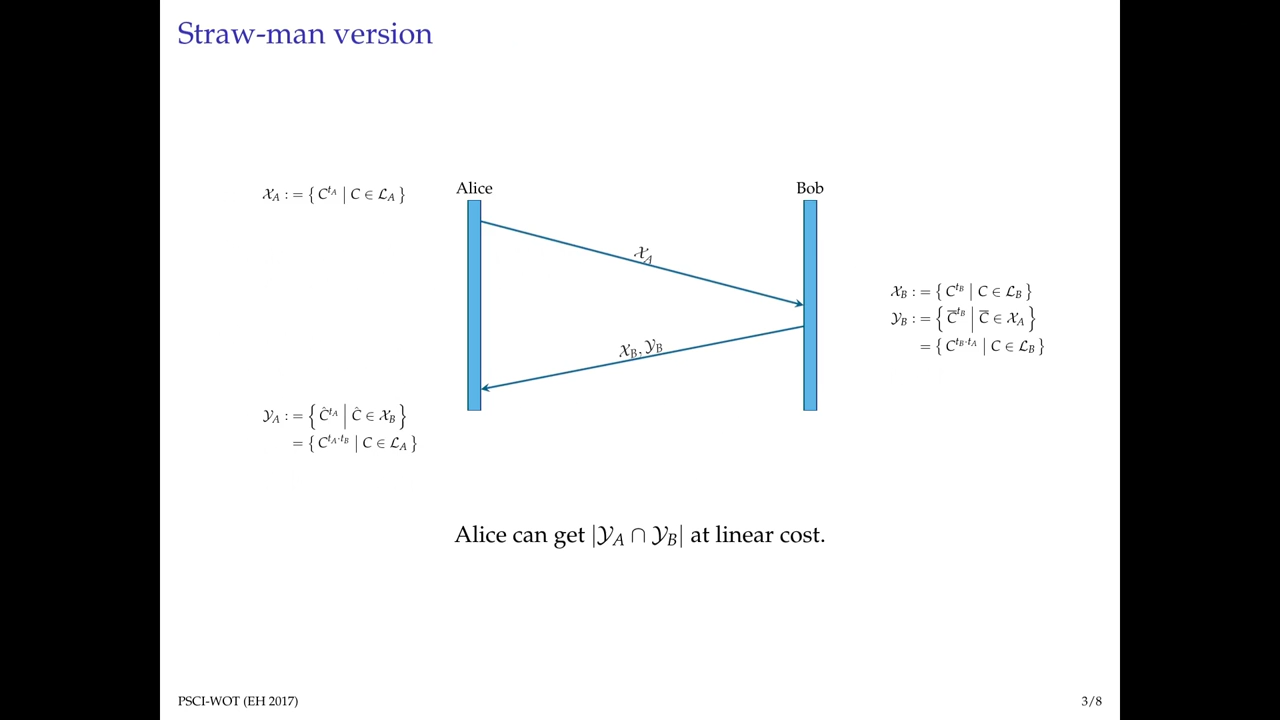 Straw-man version
𝒳_A := { C^{t_A} | C ∈ ℒ_A }
Alice
Bob
𝒳_A
𝒳_B := { C^{t_B} | C ∈ ℒ_B }
𝒴_B := { C̅^{t_B} | C̅ ∈ 𝒳_A }
= { C^{t_B·t_A} | C ∈ ℒ_B }
𝒳_B, 𝒴_B
𝒴_A := { Ĉ^{t_A} | Ĉ ∈ 𝒳_B }
= { C^{t_A·t_B} | C ∈ ℒ_A }
Alice can get |𝒴_A ∩ 𝒴_B| at linear cost.
PSCI-WOT (EH 2017)
3/8